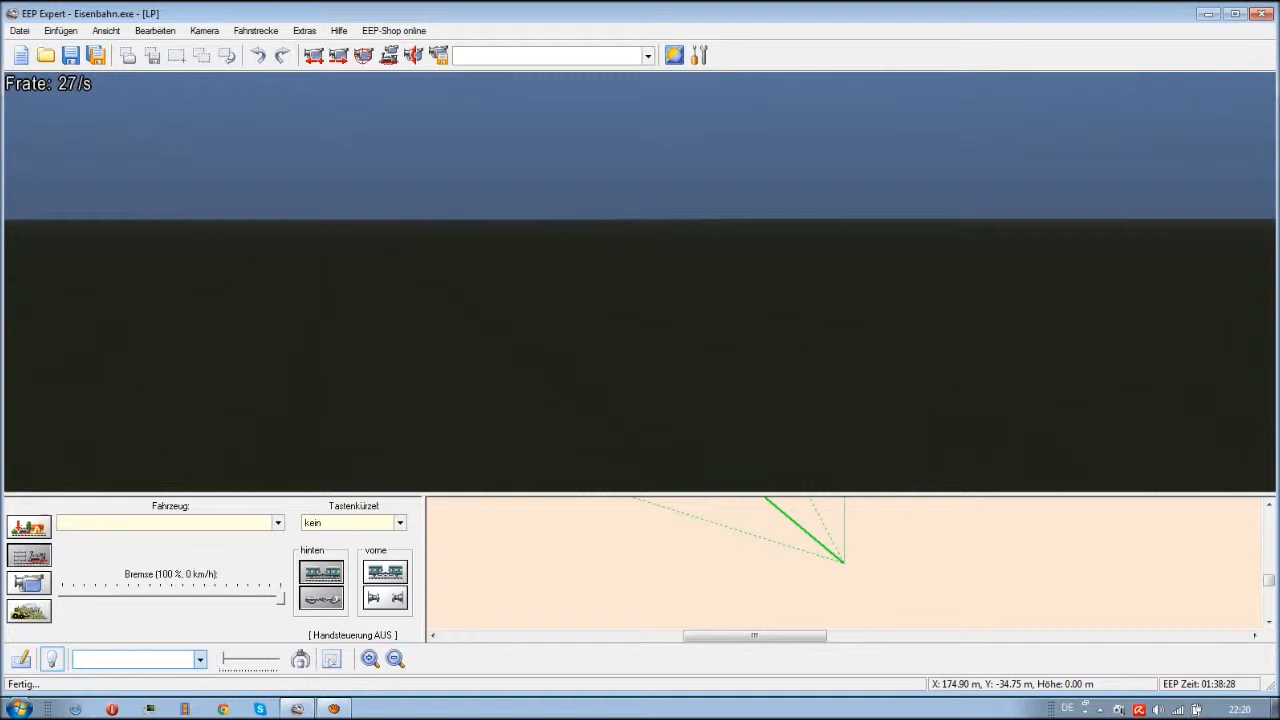 EEP Expert - Eisenbahn.exe - [LP]
Datei Einfügen Ansicht Bearbeiten Kamera Fahrstrecke Extras Hilfe EEP-Shop online
Frate: 27/s
Fahrzeug: Tastenkürzel:
kein
hinten vorne
Bremse (100 %, 0 km/h):
[ Handsteuerung AUS ]
Fertig... X: 174.90 m, Y: -34.75 m, Höhe: 0.00 m EEP Zeit: 01:38:28
DE 22:20